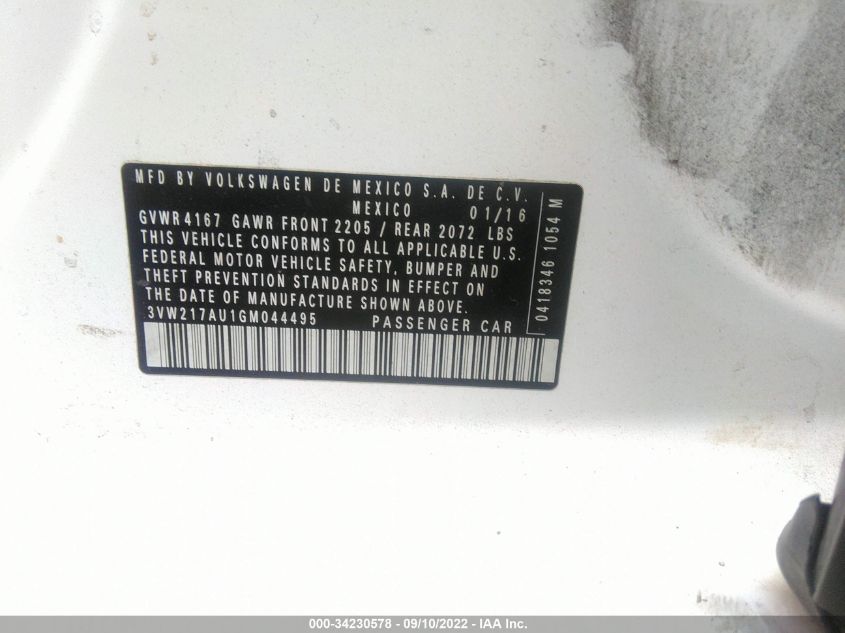 MFD BY VOLKSWAGEN DE MEXICO S.A. DE C.V.
MEXICO 01/16
GVWR 4167 GAWR FRONT 2205 / REAR 2072 LBS
THIS VEHICLE CONFORMS TO ALL APPLICABLE U.S.
FEDERAL MOTOR VEHICLE SAFETY, BUMPER AND
THEFT PREVENTION STANDARDS IN EFFECT ON
THE DATE OF MANUFACTURE SHOWN ABOVE.
3VW217AU1GM044495 PASSENGER CAR
0418346 1054 M
000-34230578 - 09/10/2022 - IAA Inc.